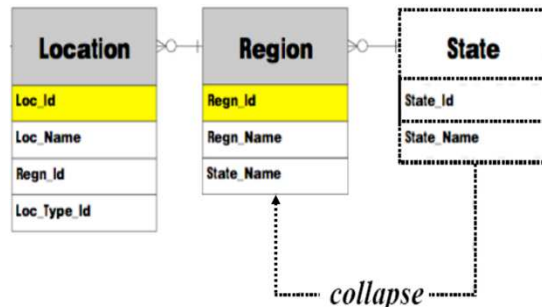 Location
Loc_Id
Loc_Name
Regn_Id
Loc_Type_Id
Region
Regn_Id
Regn_Name
State_Name
State
State_Id
State_Name
collapse